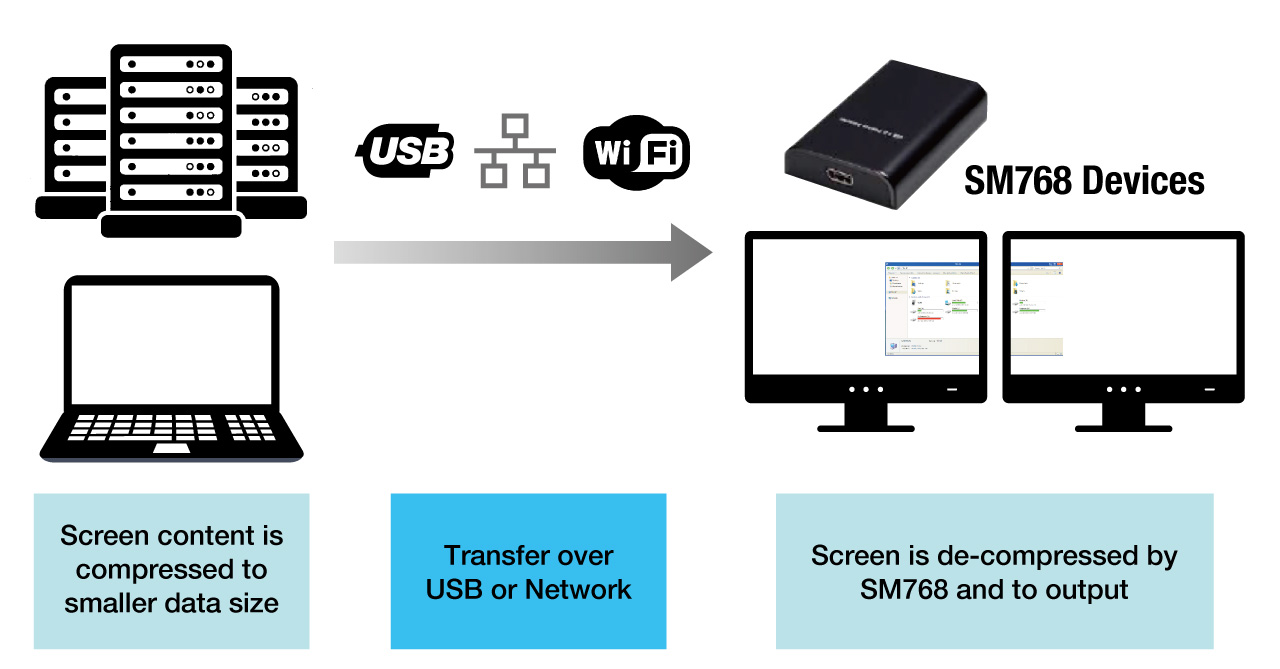 USB
Wi Fi
SM768 Devices
Screen content is
compressed to
smaller data size
Transfer over
USB or Network
Screen is de-compressed by
SM768 and to output